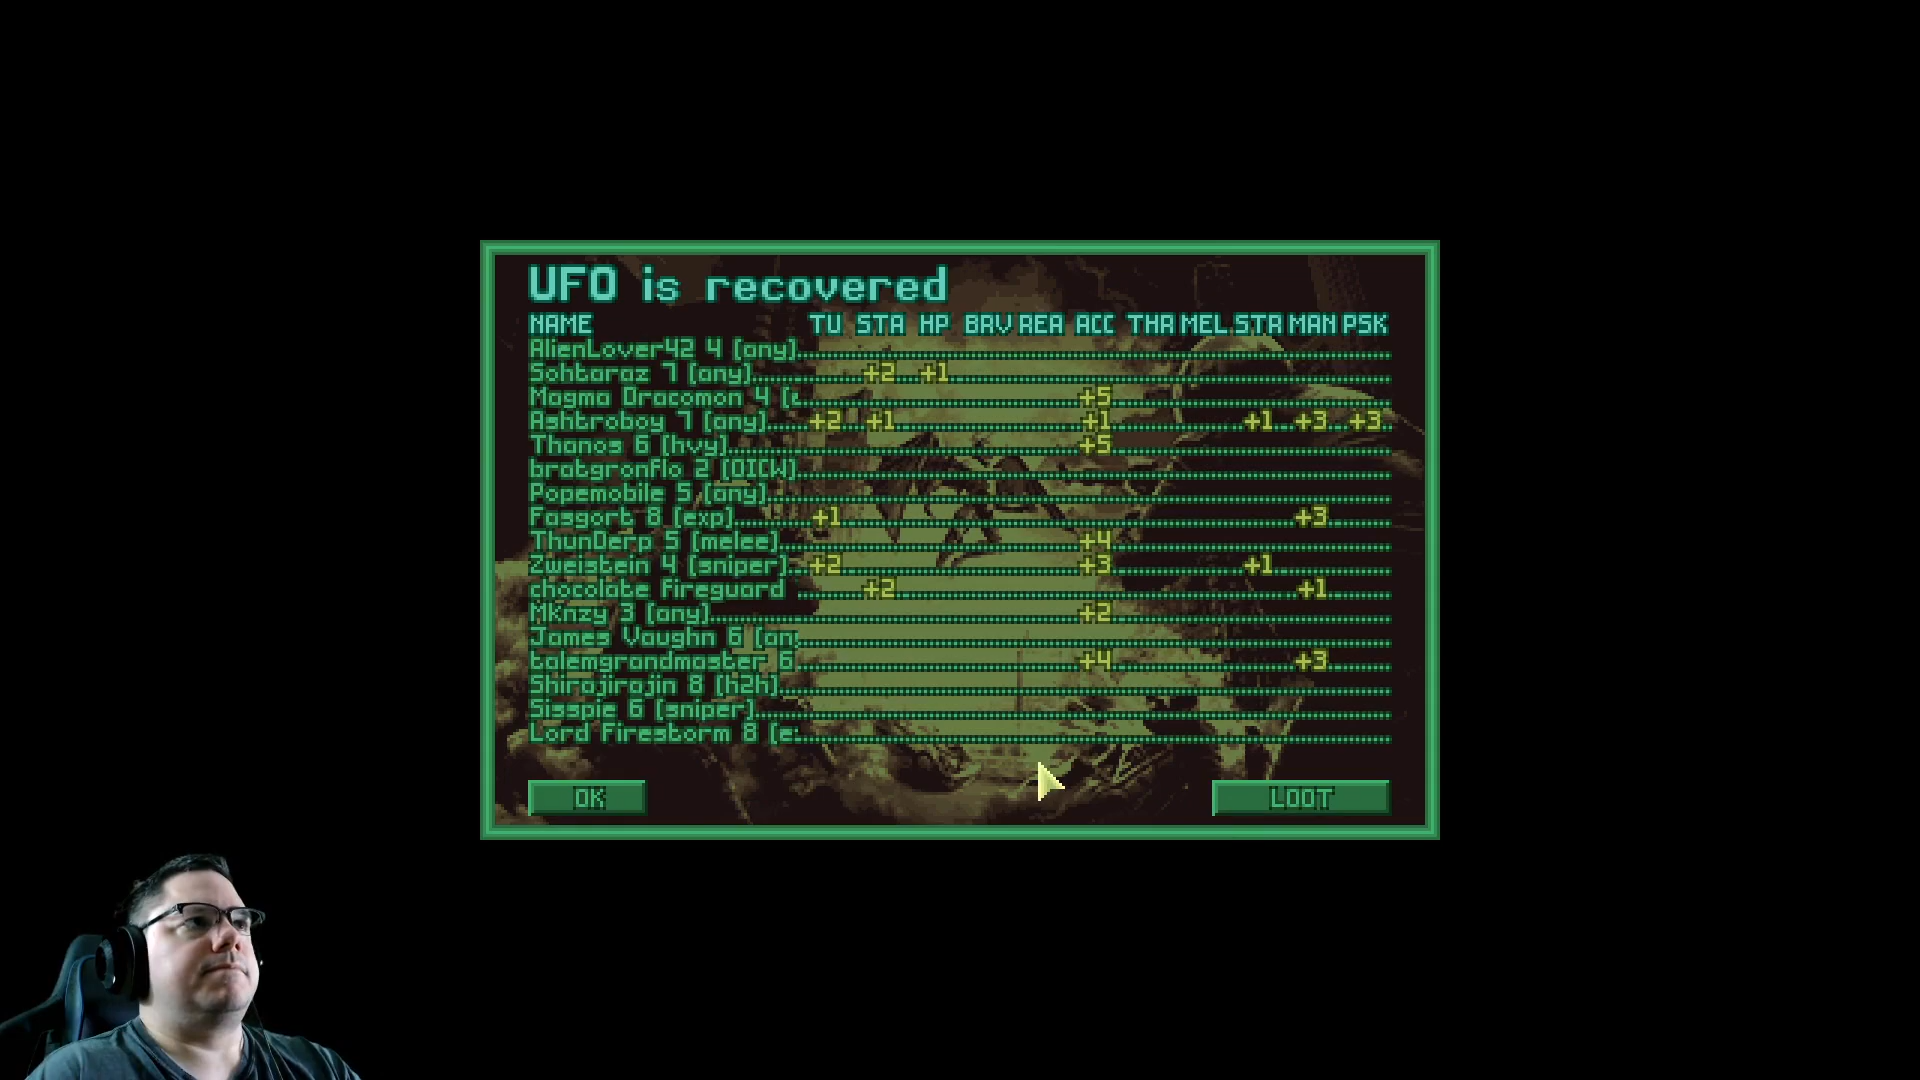 UFO is recovered
NAME TU STA HP BRV REA ACC THR MEL STR MAN PSK
AlienLover42 4 (any)
Sohtaraz 7 (any) +2 +1
Magma Dracomon 4 ( +5
Ashtroboy 7 (any) +2 +1 +1 +1 +3 +3
Thanos 6 (hvy) +5
bratgronflo 2 (OICW)
Popemobile 5 (any)
Fasgort 8 (exp) +1 +3
ThunDerp 5 (melee) +4
Zweistein 4 (sniper) +2 +3 +1
chocolate fireguard +2 +1
MKnzy 3 (any) +2
James Vaughn 6 (an
talemgrandmaster 6 +4 +3
Shirajirajin 8 (h2h)
Sisspie 6 (sniper)
Lord Firestorm 8 (e
OK LOOT